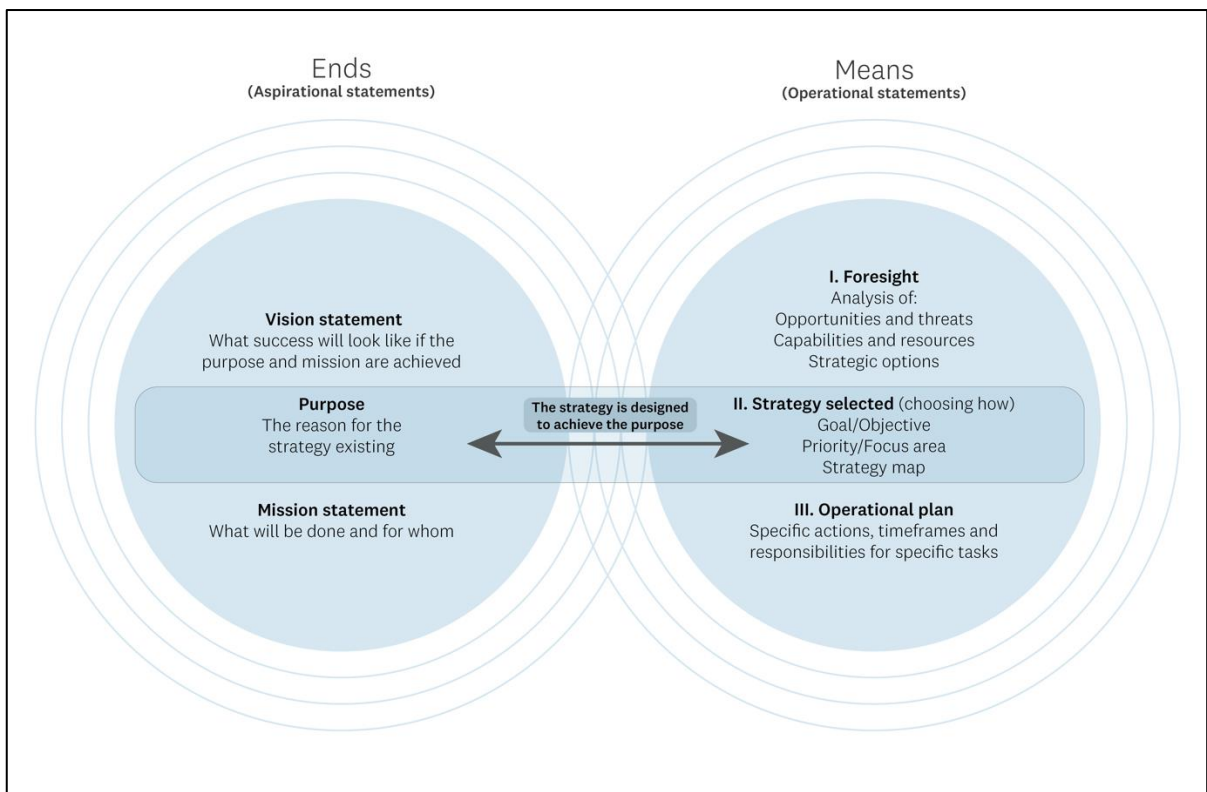 Ends
(Aspirational statements)
Means
(Operational statements)
Vision statement
What success will look like if the
purpose and mission are achieved
Purpose
The reason for the
strategy existing
Mission statement
What will be done and for whom
The strategy is designed
to achieve the purpose
I. Foresight
Analysis of:
Opportunities and threats
Capabilities and resources
Strategic options
II. Strategy selected (choosing how)
Goal/Objective
Priority/Focus area
Strategy map
III. Operational plan
Specific actions, timeframes and
responsibilities for specific tasks